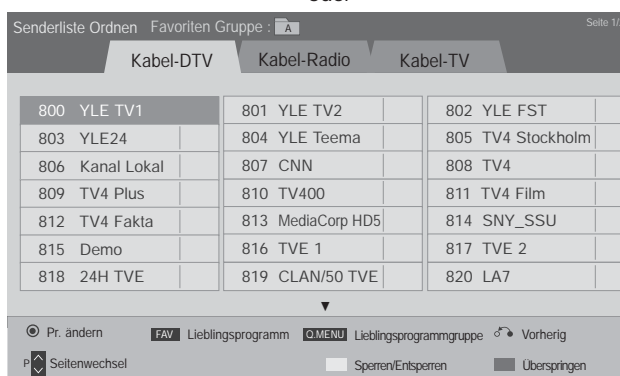 Senderliste Ordnen Favoriten Gruppe : A Seite 1/
Kabel-DTV Kabel-Radio Kabel-TV
800 YLE TV1 801 YLE TV2 802 YLE FST
803 YLE24 804 YLE Teema 805 TV4 Stockholm
806 Kanal Lokal 807 CNN 808 TV4
809 TV4 Plus 810 TV400 811 TV4 Film
812 TV4 Fakta 813 MediaCorp HD5 814 SNY_SSU
815 Demo 816 TVE 1 817 TVE 2
818 24H TVE 819 CLAN/50 TVE 820 LA7
Pr. ändern FAV Lieblingsprogramm Q.MENU Lieblingsprogrammgruppe Vorherig
P Seitenwechsel Sperren/Entsperren Überspringen